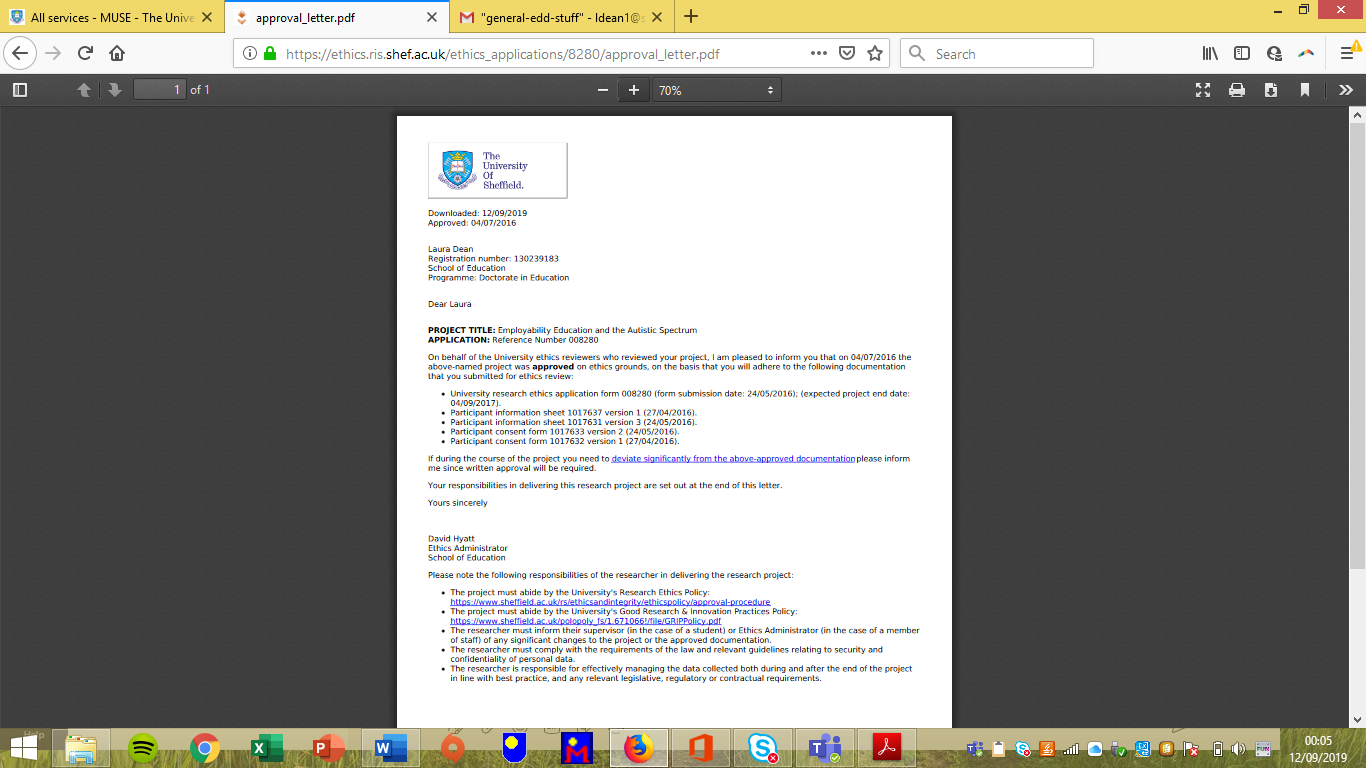 All services - MUSE - The Unive
approval_letter.pdf
"general-edd-stuff" - ldean1@s
https://ethics.ris.shef.ac.uk/ethics_applications/8280/approval_letter.pdf
Search
1 of 1
70%
The
University
Of
Sheffield.
Downloaded: 12/09/2019
Approved: 04/07/2016
Laura Dean
Registration number: 130239183
School of Education
Programme: Doctorate in Education
Dear Laura
PROJECT TITLE: Employability Education and the Autistic Spectrum
APPLICATION: Reference Number 008280
On behalf of the University ethics reviewers who reviewed your project, I am pleased to inform you that on 04/07/2016 the
above-named project was approved on ethics grounds, on the basis that you will adhere to the following documentation
that you submitted for ethics review:
• University research ethics application form 008280 (form submission date: 24/05/2016); (expected project end date:
04/09/2017).
• Participant information sheet 1017637 version 1 (27/04/2016).
• Participant information sheet 1017631 version 3 (24/05/2016).
• Participant consent form 1017633 version 2 (24/05/2016).
• Participant consent form 1017632 version 1 (27/04/2016).
If during the course of the project you need to deviate significantly from the above-approved documentation please inform
me since written approval will be required.
Your responsibilities in delivering this research project are set out at the end of this letter.
Yours sincerely
David Hyatt
Ethics Administrator
School of Education
Please note the following responsibilities of the researcher in delivering the research project:
• The project must abide by the University's Research Ethics Policy:
https://www.sheffield.ac.uk/rs/ethicsandintegrity/ethicspolicy/approval-procedure
• The project must abide by the University's Good Research & Innovation Practices Policy:
https://www.sheffield.ac.uk/polopoly_fs/1.671066!/file/GRIPPolicy.pdf
• The researcher must inform their supervisor (in the case of a student) or Ethics Administrator (in the case of a member
of staff) of any significant changes to the project or the approved documentation.
• The researcher must comply with the requirements of the law and relevant guidelines relating to security and
confidentiality of personal data.
• The researcher is responsible for effectively managing the data collected both during and after the end of the project
in line with best practice, and any relevant legislative, regulatory or contractual requirements.
00:05
12/09/2019